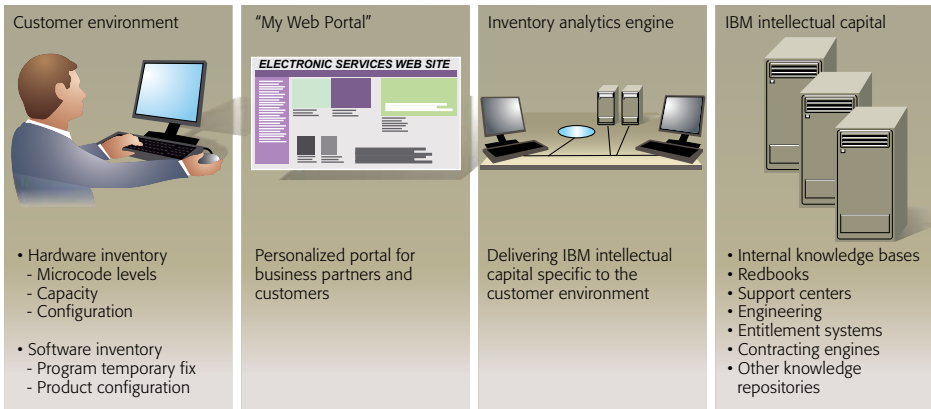 Customer environment
• Hardware inventory
- Microcode levels
- Capacity
- Configuration
• Software inventory
- Program temporary fix
- Product configuration
“My Web Portal”
ELECTRONIC SERVICES WEB SITE
Personalized portal for
business partners and
customers
Inventory analytics engine
Delivering IBM intellectual
capital specific to the
customer environment
IBM intellectual capital
• Internal knowledge bases
• Redbooks
• Support centers
• Engineering
• Entitlement systems
• Contracting engines
• Other knowledge
repositories